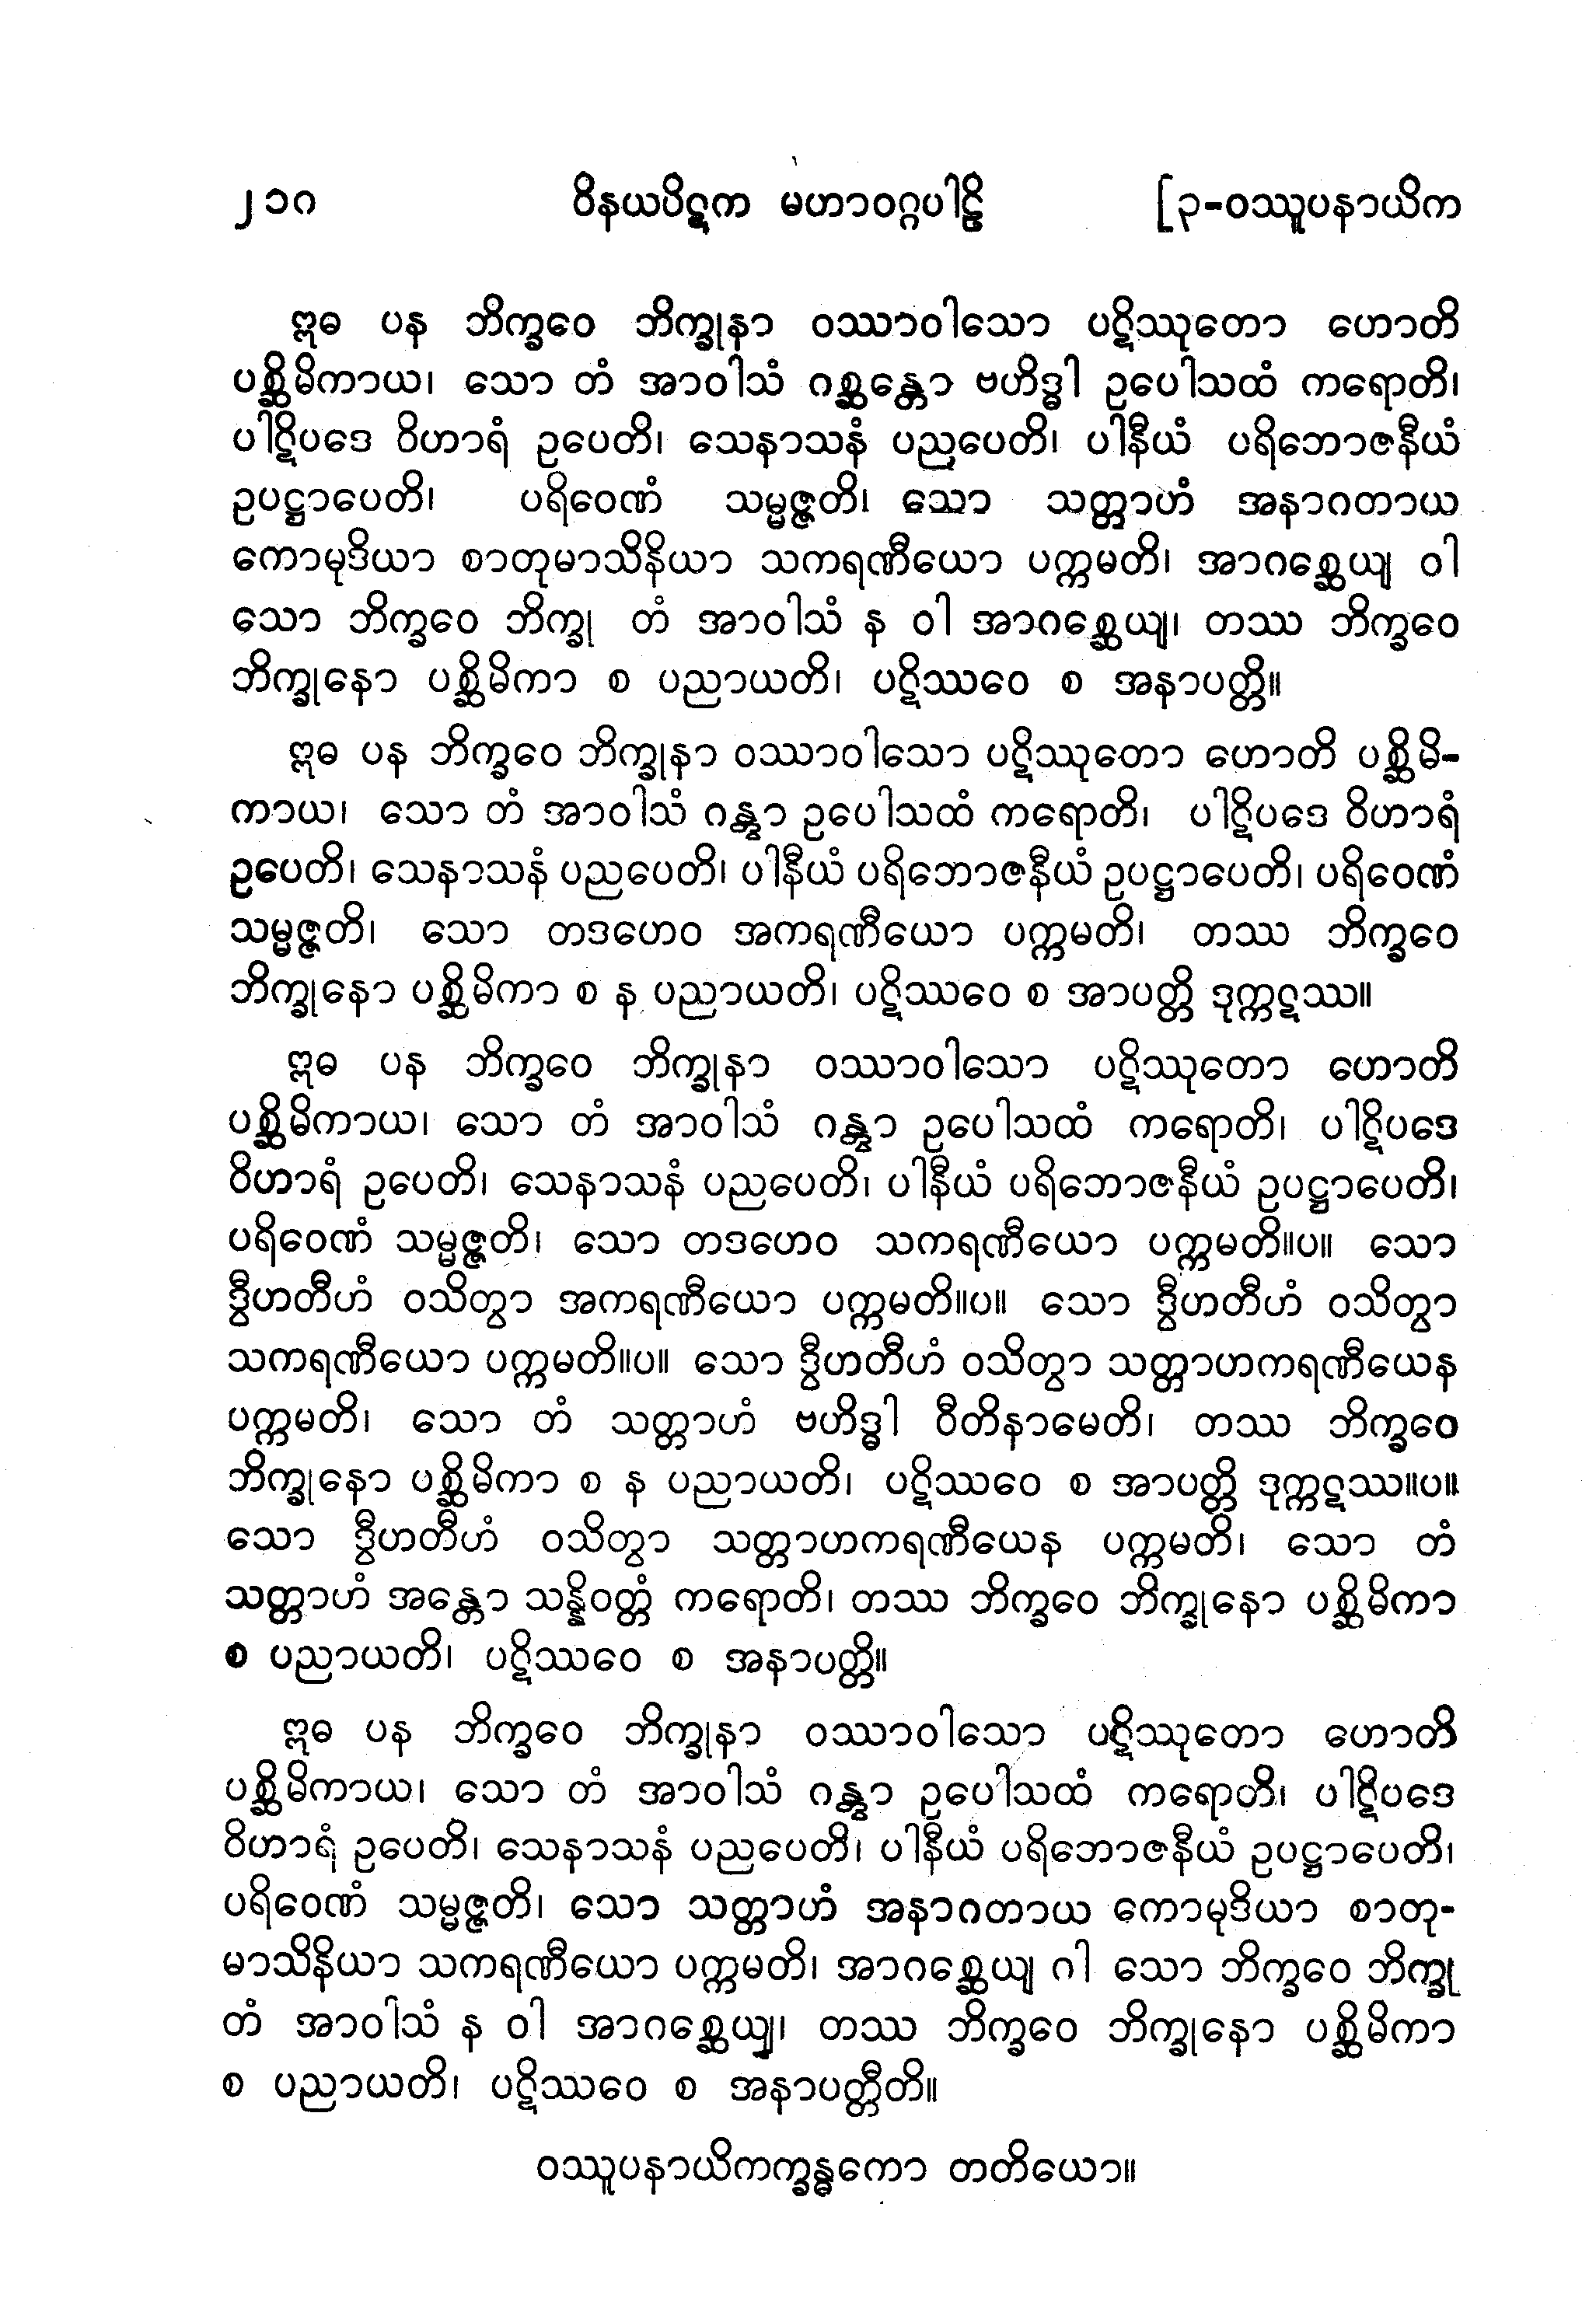 ၂၁၈ ဝိနယပိဋက မဟာဝဂ္ဂပါဠိ [၃-ဝဿူပနာယိက
ဣဓ ပန ဘိက္ခဝေ ဘိက္ခုနာ ဝဿာဝါသော ပဋိဿုတော ဟောတိ
ပစ္ဆိမိကာယ၊ သော တံ အာဝါသံ ဂစ္ဆန္တော ဗဟိဒ္ဓါ ဥပေါသထံ ကရောတိ၊
ပါဋိပဒေ ဝိဟာရံ ဥပေတိ၊ သေနာသနံ ပညပေတိ၊ ပါနီယံ ပရိဘောဇနီယံ
ဥပဋ္ဌာပေတိ၊ ပရိဝေဏံ သမ္မဇ္ဇတိ၊ သော သတ္တာဟံ အနာဂတာယ
ကောမုဒိယာ စာတုမာသိနိယာ သကရဏီယော ပက္ကမတိ၊ အာဂစ္ဆေယျ ဝါ
သော ဘိက္ခဝေ ဘိက္ခု တံ အာဝါသံ န ဝါ အာဂစ္ဆေယျ၊ တဿ ဘိက္ခဝေ
ဘိက္ခုနော ပစ္ဆိမိကာ စ ပညာယတိ၊ ပဋိဿဝေ စ အနာပတ္တိ။
ဣဓ ပန ဘိက္ခဝေ ဘိက္ခုနာ ဝဿာဝါသော ပဋိဿုတော ဟောတိ ပစ္ဆိမိ-
ကာယ၊ သော တံ အာဝါသံ ဂန္တွာ ဥပေါသထံ ကရောတိ၊ ပါဋိပဒေ ဝိဟာရံ
ဥပေတိ၊ သေနာသနံ ပညပေတိ၊ ပါနီယံ ပရိဘောဇနီယံ ဥပဋ္ဌာပေတိ၊ ပရိဝေဏံ
သမ္မဇ္ဇတိ၊ သော တဒဟေဝ အကရဏီယော ပက္ကမတိ၊ တဿ ဘိက္ခဝေ
ဘိက္ခုနော ပစ္ဆိမိကာ စ န ပညာယတိ၊ ပဋိဿဝေ စ အာပတ္တိ ဒုက္ကဋဿ။
ဣဓ ပန ဘိက္ခဝေ ဘိက္ခုနာ ဝဿာဝါသော ပဋိဿုတော ဟောတိ
ပစ္ဆိမိကာယ၊ သော တံ အာဝါသံ ဂန္တွာ ဥပေါသထံ ကရောတိ၊ ပါဋိပဒေ
ဝိဟာရံ ဥပေတိ၊ သေနာသနံ ပညပေတိ၊ ပါနီယံ ပရိဘောဇနီယံ ဥပဋ္ဌာပေတိ၊
ပရိဝေဏံ သမ္မဇ္ဇတိ၊ သော တဒဟေဝ သကရဏီယော ပက္ကမတိ။ပ။ သော
ဒွီဟတီဟံ ဝသိတွာ အကရဏီယော ပက္ကမတိ။ပ။ သော ဒွီဟတီဟံ ဝသိတွာ
သကရဏီယော ပက္ကမတိ။ပ။ သော ဒွီဟတီဟံ ဝသိတွာ သတ္တာဟကရဏီယေန
ပက္ကမတိ၊ သော တံ သတ္တာဟံ ဗဟိဒ္ဓါ ဝီတိနာမေတိ၊ တဿ ဘိက္ခဝေ
ဘိက္ခုနော ပစ္ဆိမိကာ စ န ပညာယတိ၊ ပဋိဿဝေ စ အာပတ္တိ ဒုက္ကဋဿ။ပ။
သော ဒွီဟတီဟံ ဝသိတွာ သတ္တာဟကရဏီယေန ပက္ကမတိ၊ သော တံ
သတ္တာဟံ အန္တော သန္နိဝတ္တံ ကရောတိ၊ တဿ ဘိက္ခဝေ ဘိက္ခုနော ပစ္ဆိမိကာ
စ ပညာယတိ၊ ပဋိဿဝေ စ အနာပတ္တိ။
ဣဓ ပန ဘိက္ခဝေ ဘိက္ခုနာ ဝဿာဝါသော ပဋိဿုတော ဟောတိ
ပစ္ဆိမိကာယ၊ သော တံ အာဝါသံ ဂန္တွာ ဥပေါသထံ ကရောတိ၊ ပါဋိပဒေ
ဝိဟာရံ ဥပေတိ၊ သေနာသနံ ပညပေတိ၊ ပါနီယံ ပရိဘောဇနီယံ ဥပဋ္ဌာပေတိ၊
ပရိဝေဏံ သမ္မဇ္ဇတိ၊ သော သတ္တာဟံ အနာဂတာယ ကောမုဒိယာ စာတု-
မာသိနိယာ သကရဏီယော ပက္ကမတိ၊ အာဂစ္ဆေယျ ဂါ သော ဘိက္ခဝေ ဘိက္ခု
တံ အာဝါသံ န ဝါ အာဂစ္ဆေယျ၊ တဿ ဘိက္ခဝေ ဘိက္ခုနော ပစ္ဆိမိကာ
စ ပညာယတိ၊ ပဋိဿဝေ စ အနာပတ္တီတိ။
ဝဿူပနာယိကက္ခန္ဓကော တတိယော။